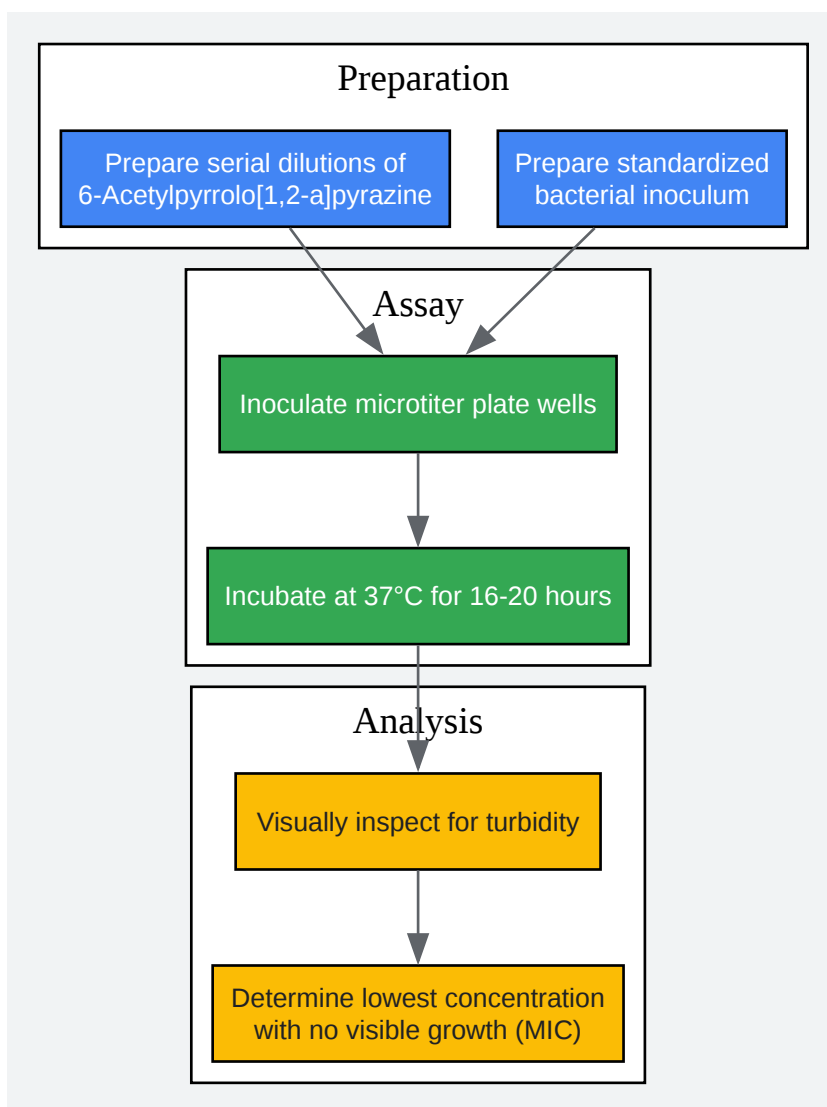 Preparation
Prepare serial dilutions of
6-Acetylpyrrolo[1,2-a]pyrazine
Prepare standardized
bacterial inoculum
Assay
Inoculate microtiter plate wells
Incubate at 37°C for 16-20 hours
Analysis
Visually inspect for turbidity
Determine lowest concentration
with no visible growth (MIC)